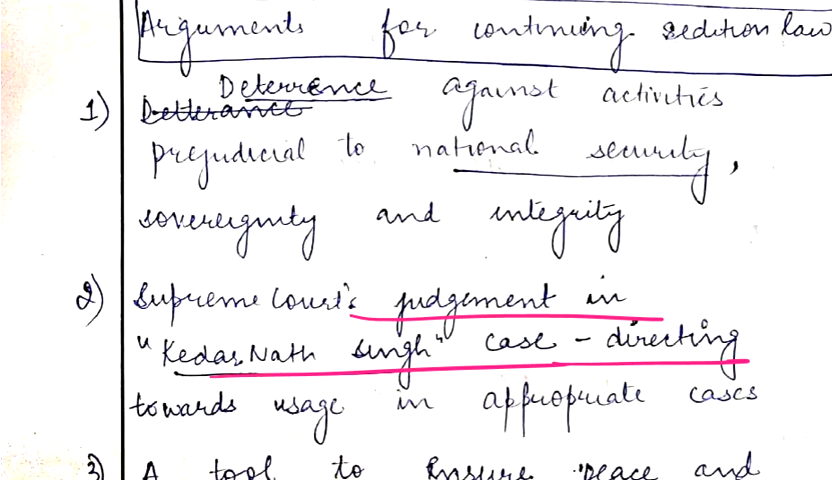 Arguments for continuing sedition law
Deterrence against activities
1) Detterance
prejudicial to national security,
sovereignty and integrity
2) Supreme Court's judgement in
"Kedar Nath Singh" case - directing
towards usage in appropriate cases
3) A tool to ensure peace and